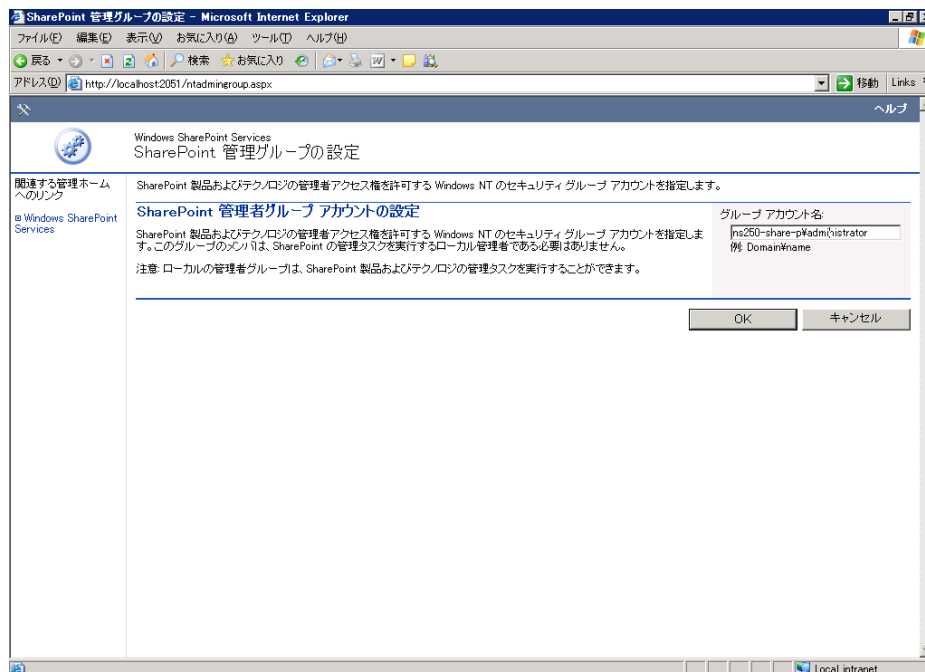 SharePoint 管理グループの設定 - Microsoft Internet Explorer
ファイル(F) 編集(E) 表示(V) お気に入り(A) ツール(T) ヘルプ(H)
戻る 検索 お気に入り
アドレス(D) http://localhost:2051/ntadmingroup.aspx 移動 Links
ヘルプ
Windows SharePoint Services
SharePoint 管理グループの設定
関連する管理ホーム
へのリンク
Windows SharePoint
Services
SharePoint 製品およびテクノロジの管理者アクセス権を許可する Windows NT のセキュリティ グループ アカウントを指定します。
SharePoint 管理者グループ アカウントの設定
SharePoint 製品およびテクノロジの管理者アクセス権を許可する Windows NT のセキュリティ グループ アカウントを指定しま
す。このグループのメンバは、SharePoint の管理タスクを実行するローカル管理者である必要はありません。
注意: ローカルの管理者グループは、SharePoint 製品およびテクノロジの管理タスクを実行することができます。
グループ アカウント名:
ns250-share-p¥administrator
例: Domain¥name
OK キャンセル
Local intranet